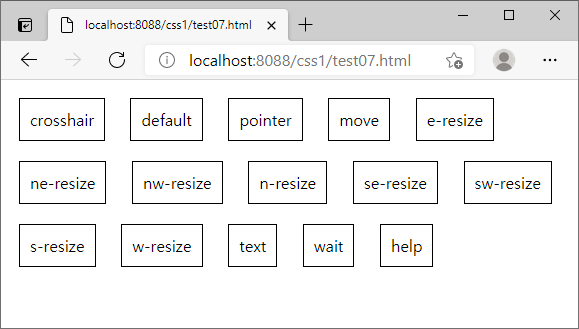 localhost:8088/css1/test07.html
localhost:8088/css1/test07.html
crosshair default pointer move e-resize
ne-resize nw-resize n-resize se-resize sw-resize
s-resize w-resize text wait help